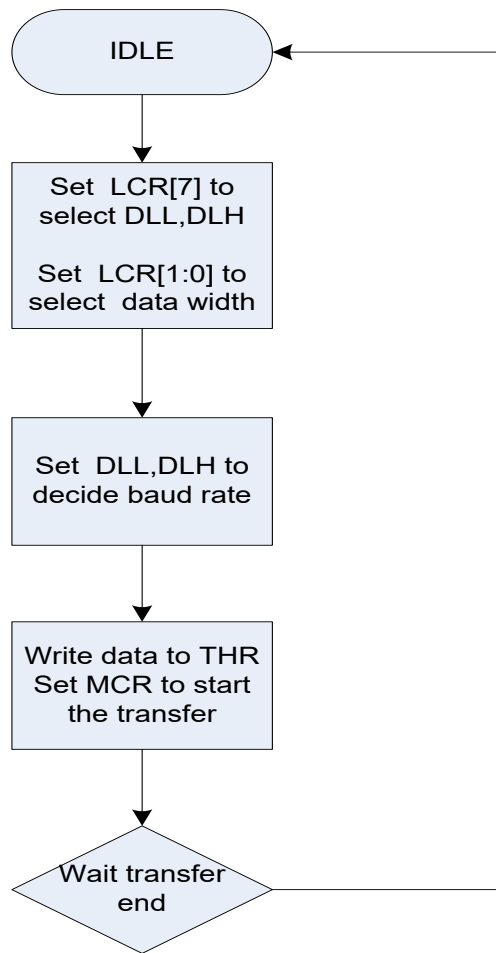 IDLE
Set LCR[7] to
select DLL,DLH
Set LCR[1:0] to
select data width
Set DLL,DLH to
decide baud rate
Write data to THR
Set MCR to start
the transfer
Wait transfer
end